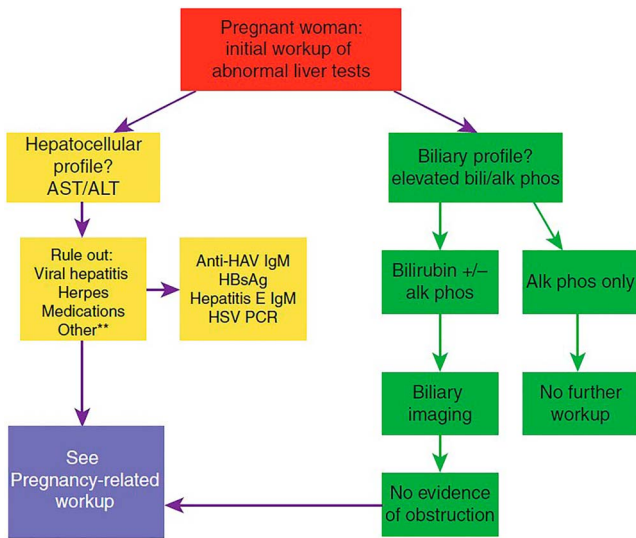 Pregnant woman:
initial workup of
abnormal liver tests
Hepatocellular
profile?
AST/ALT
Biliary profile?
elevated bili/alk phos
Rule out:
Viral hepatitis
Herpes
Medications
Other**
Anti-HAV IgM
HBsAg
Hepatitis E IgM
HSV PCR
Bilirubin +/–
alk phos
Alk phos only
Biliary
imaging
No further
workup
See
Pregnancy-related
workup
No evidence
of obstruction